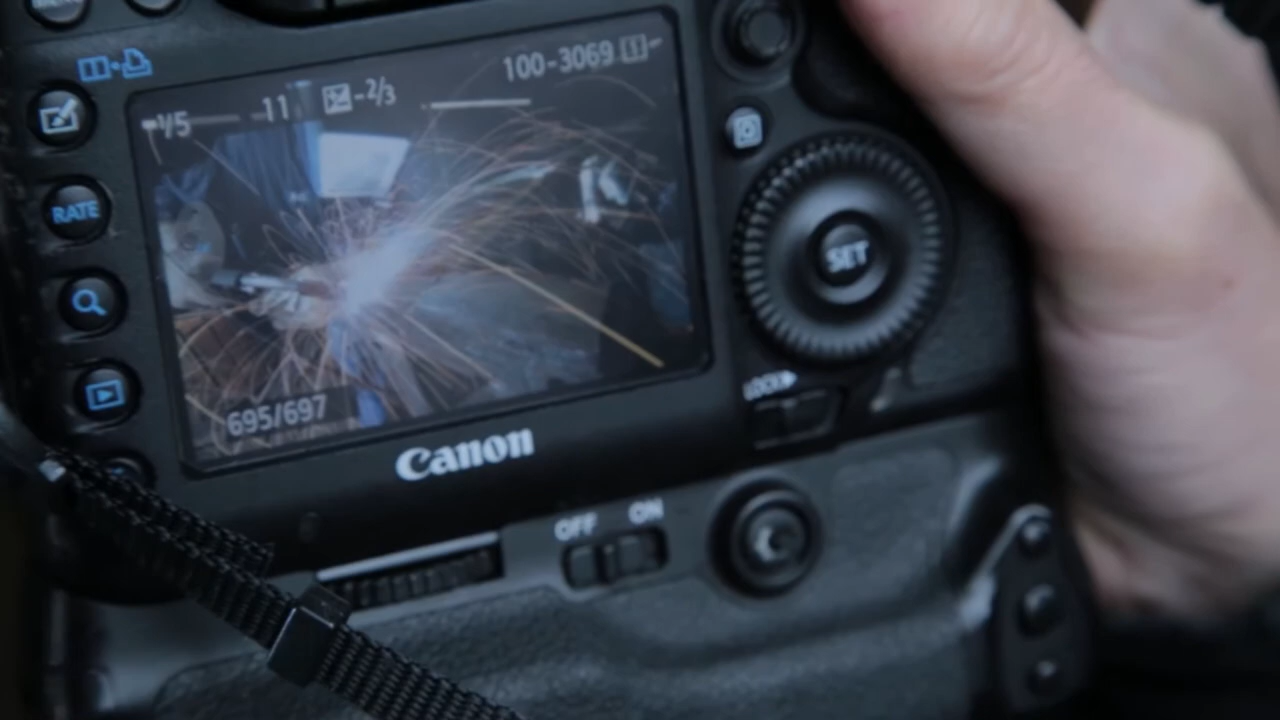 100-3069
1/5 11 -2/3
RATE
SET
LOCK▶
695/697
Canon
OFF ON